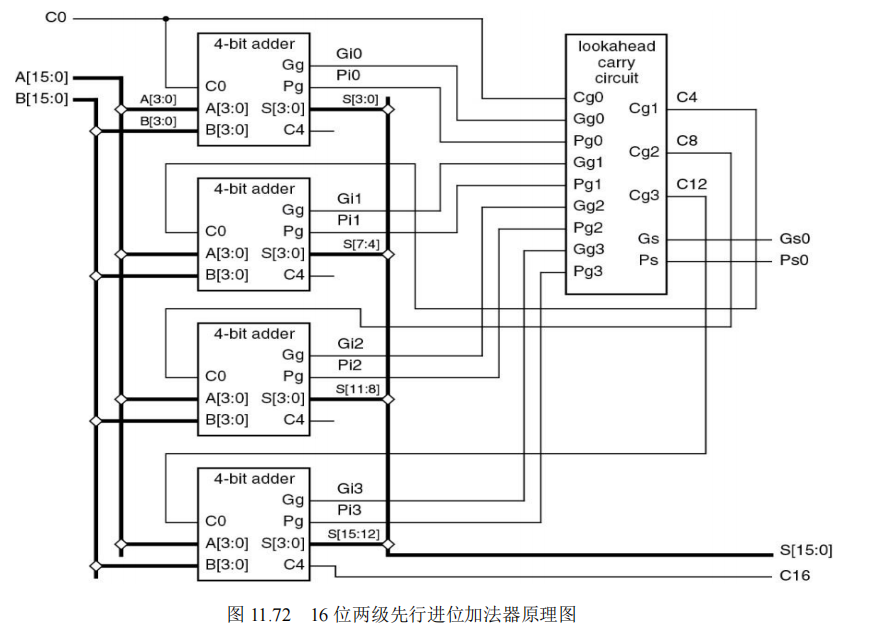 C0
A[15:0]
B[15:0]
4-bit adder
Gg
Pg
C0
A[3:0]
A[3:0]
S[3:0]
B[3:0]
B[3:0]
C4
Gi0
Pi0
S[3:0]
4-bit adder
Gg
Pg
C0
A[3:0]
S[3:0]
B[3:0]
C4
Gi1
Pi1
S[7:4]
4-bit adder
Gg
Pg
C0
A[3:0]
S[3:0]
B[3:0]
C4
Gi2
Pi2
S[11:8]
4-bit adder
Gg
Pg
C0
A[3:0]
S[3:0]
B[3:0]
C4
Gi3
Pi3
S[15:12]
lookahead
carry
circuit
Cg0
Gg0
Pg0
Gg1
Pg1
Gg2
Pg2
Gg3
Pg3
Cg1
Cg2
Cg3
Gs
Ps
C4
C8
C12
Gs0
Ps0
S[15:0]
C16
图 11.72 16 位两级先行进位加法器原理图